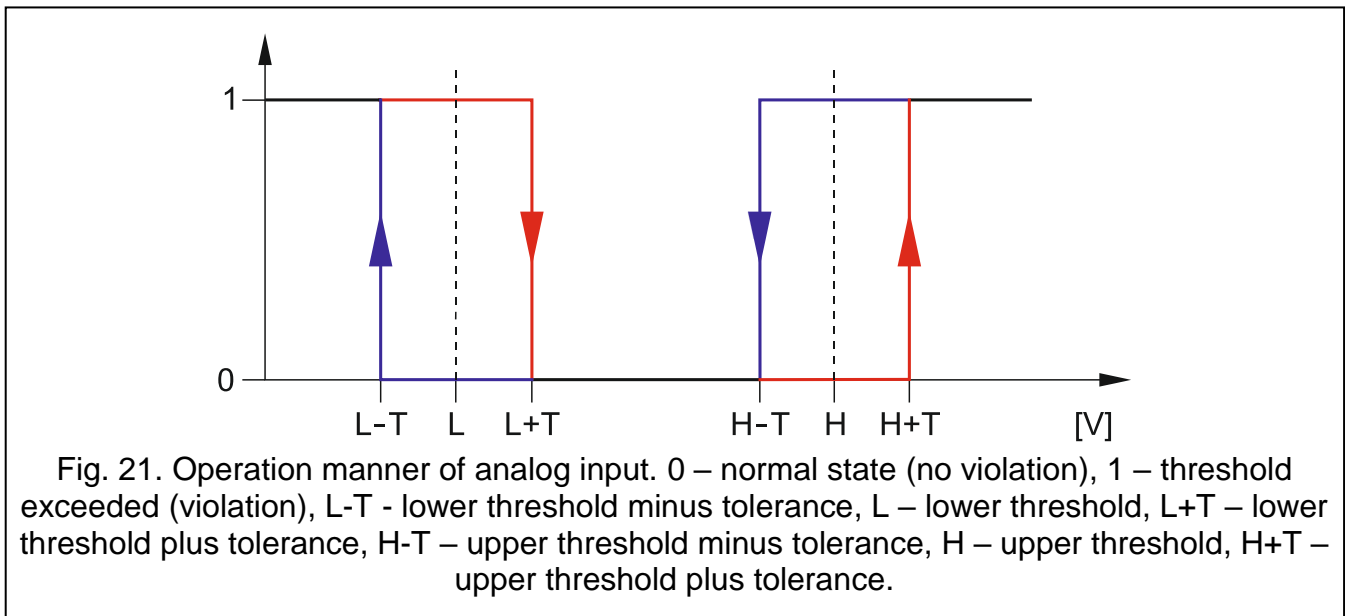 1
0
L-T L L+T H-T H H+T [V]
Fig. 21. Operation manner of analog input. 0 – normal state (no violation), 1 – threshold
exceeded (violation), L-T - lower threshold minus tolerance, L – lower threshold, L+T – lower
threshold plus tolerance, H-T – upper threshold minus tolerance, H – upper threshold, H+T –
upper threshold plus tolerance.